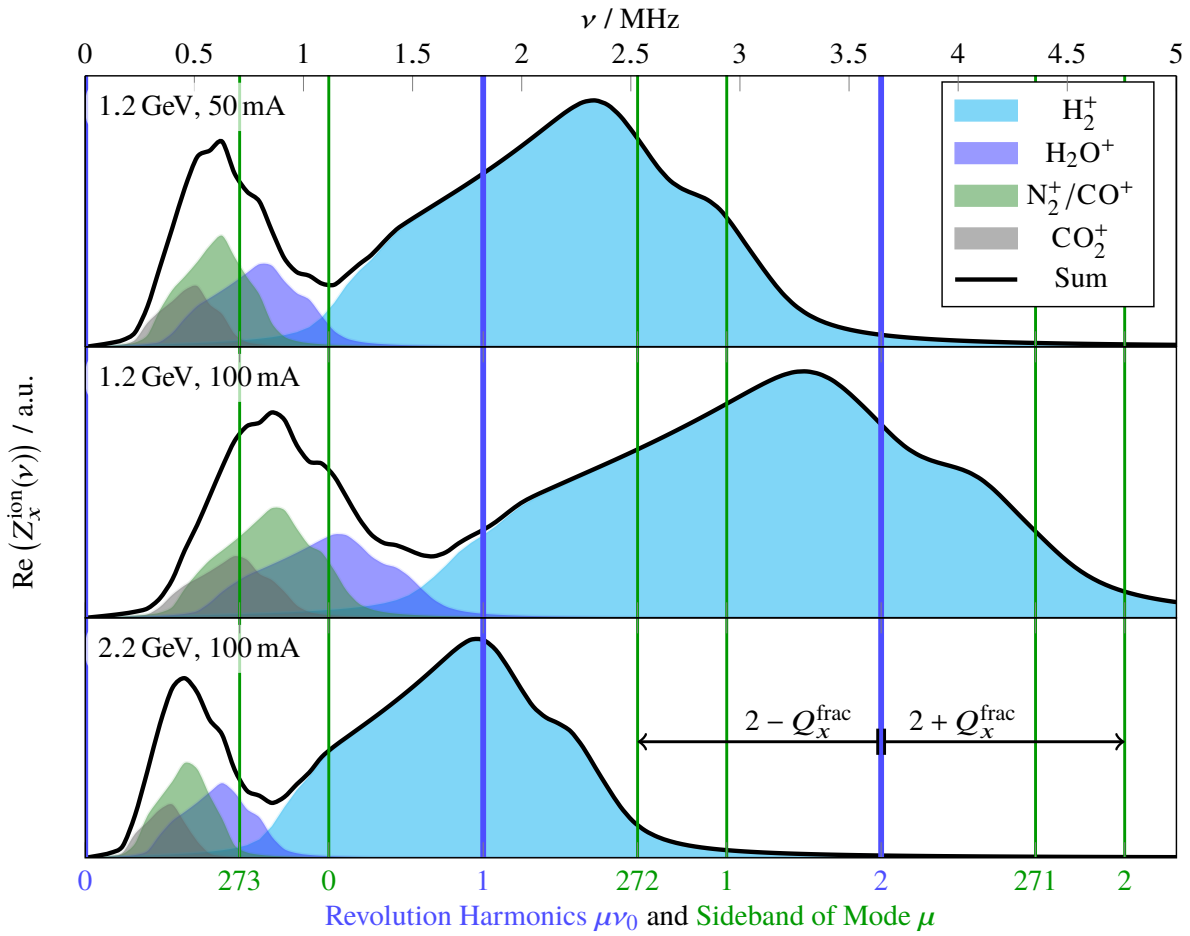 ν / MHz
0 0.5 1 1.5 2 2.5 3 3.5 4 4.5 5
1.2 GeV, 50 mA
H₂⁺
H₂O⁺
N₂⁺/CO⁺
CO₂⁺
Sum
1.2 GeV, 100 mA
Re (Zₓⁱᵒⁿ(ν)) / a.u.
2.2 GeV, 100 mA
2 − Qₓᶠʳᵃᶜ 2 + Qₓᶠʳᵃᶜ
0 273 0 1 272 1 2 271 2
Revolution Harmonics μν₀ and Sideband of Mode μ